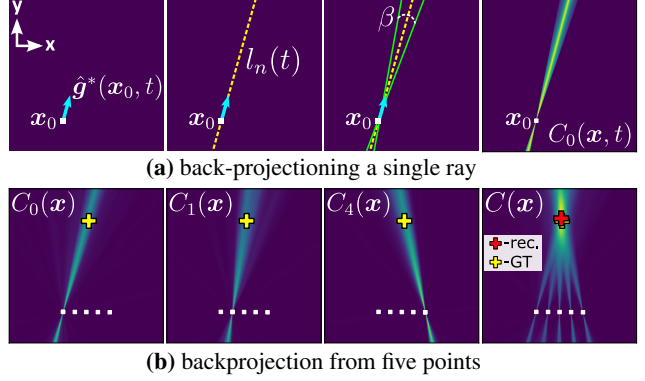 y
x
x₀
ĝ*(x₀, t)
x₀
lₙ(t)
x₀
β
x₀
C₀(x, t)
(a) back-projectioning a single ray
C₀(x)
C₁(x)
C₄(x)
C(x)
-rec.
-GT
(b) backprojection from five points